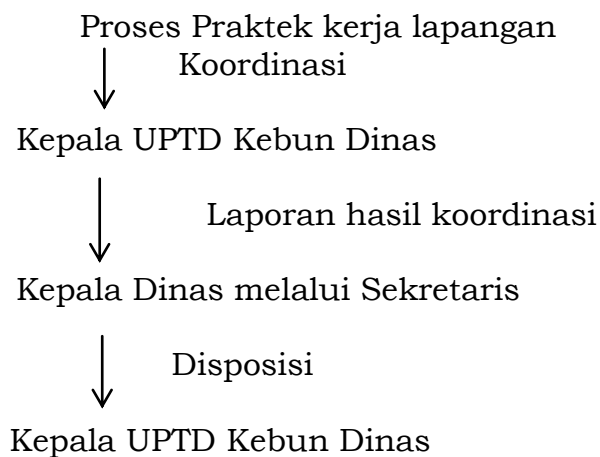 Proses Praktek kerja lapangan
Koordinasi
Kepala UPTD Kebun Dinas
Laporan hasil koordinasi
Kepala Dinas melalui Sekretaris
Disposisi
Kepala UPTD Kebun Dinas